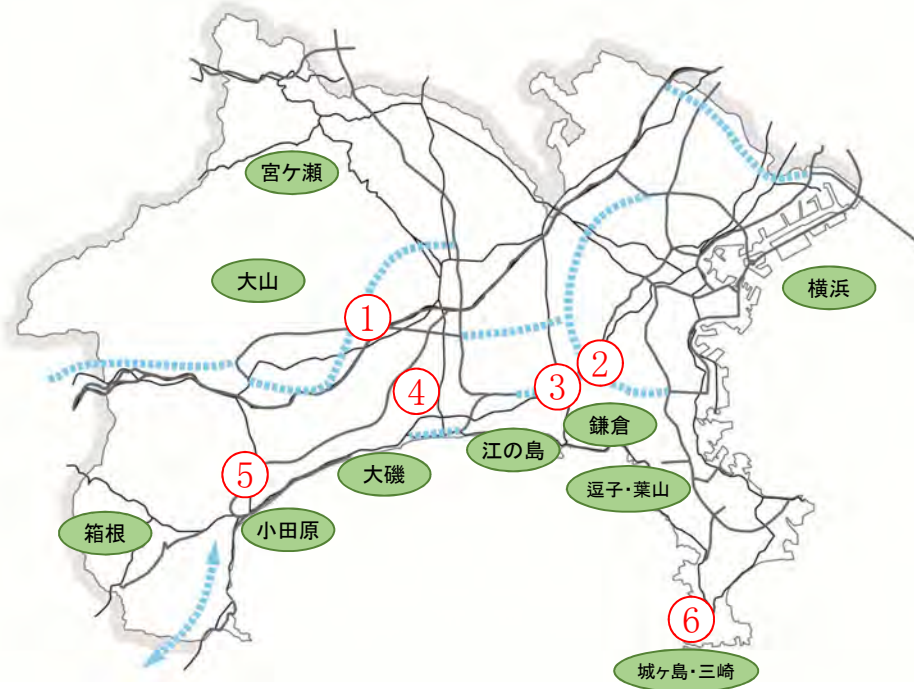 宮ケ瀬
大山
横浜
①
②
③
④
鎌倉
江の島
大磯
⑤
逗子・葉山
箱根
小田原
⑥
城ヶ島・三崎